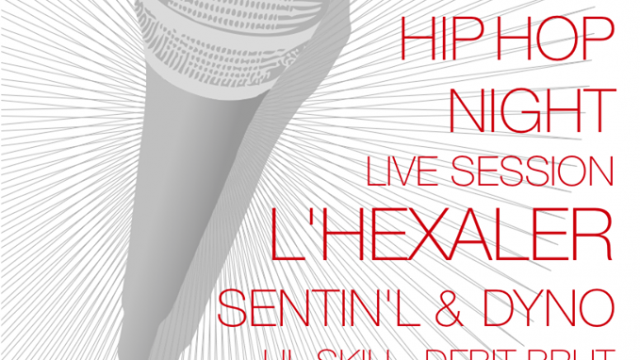 HIP HOP
NIGHT
LIVE SESSION
L'HEXALER
SENTIN'L & DYNO